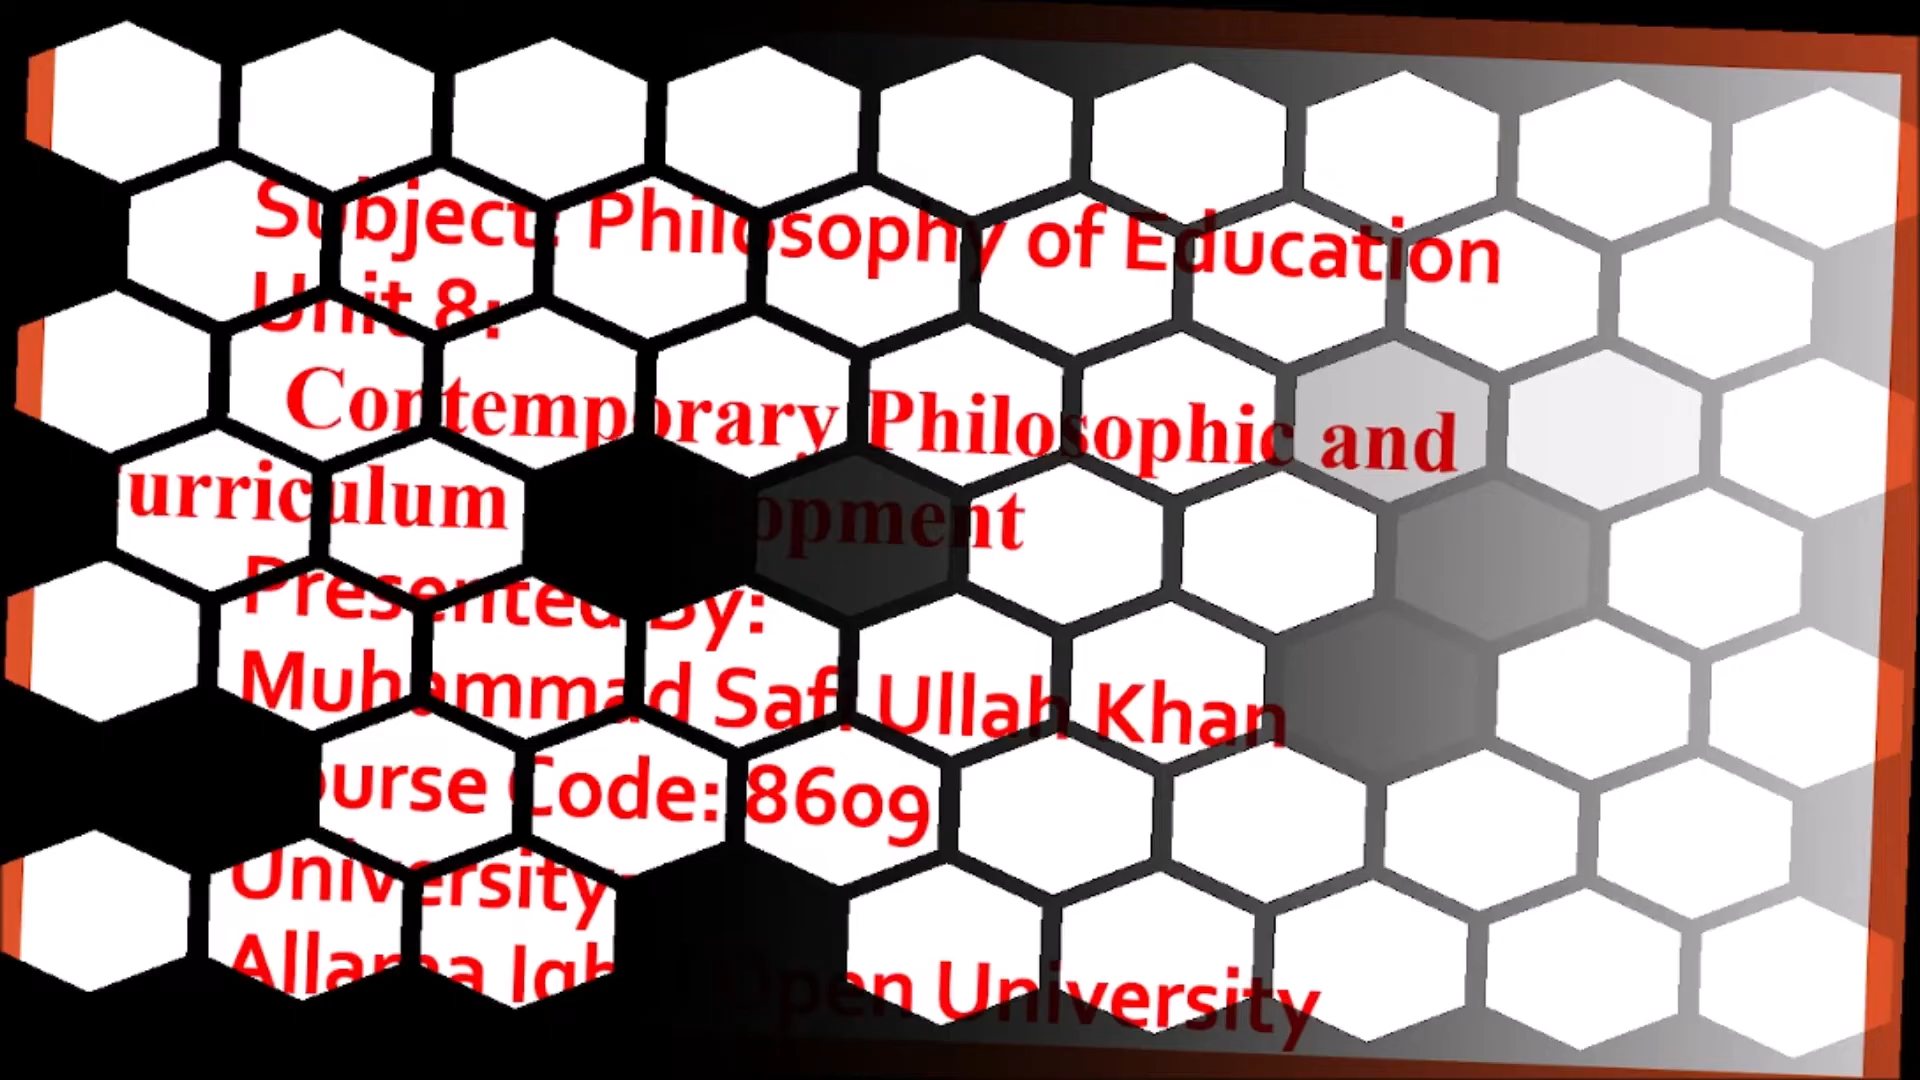 Subject: Philosophy of Education
Unit 8:
Contemporary Philosophic and
urriculum opment
Presented By:
Muhammad Safi Ullah Khan
ourse Code: 8609
University
Allama Open University